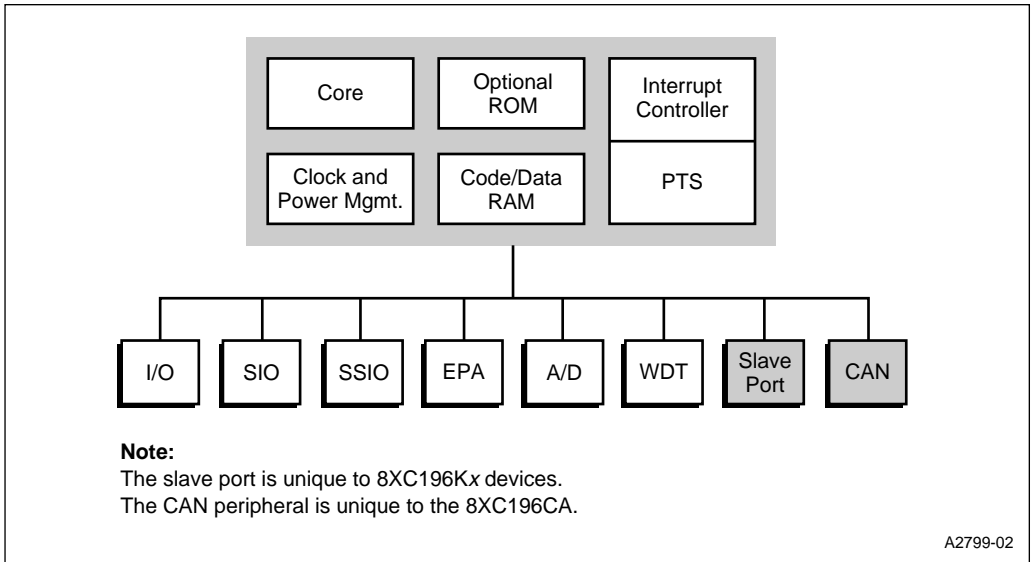 Core
Optional
ROM
Interrupt
Controller
Clock and
Power Mgmt.
Code/Data
RAM
PTS
I/O
SIO
SSIO
EPA
A/D
WDT
Slave
Port
CAN
Note:
The slave port is unique to 8XC196Kx devices.
The CAN peripheral is unique to the 8XC196CA.
A2799-02